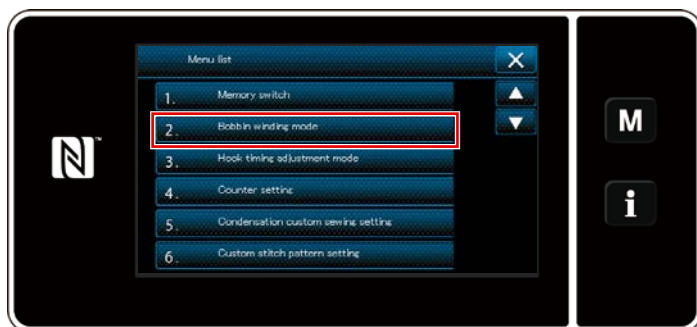 Menu list
1. Memory switch
2. Bobbin winding mode
3. Hook timing adjustment mode
4. Counter setting
5. Condensation custom sewing setting
6. Custom stitch pattern setting
M
i